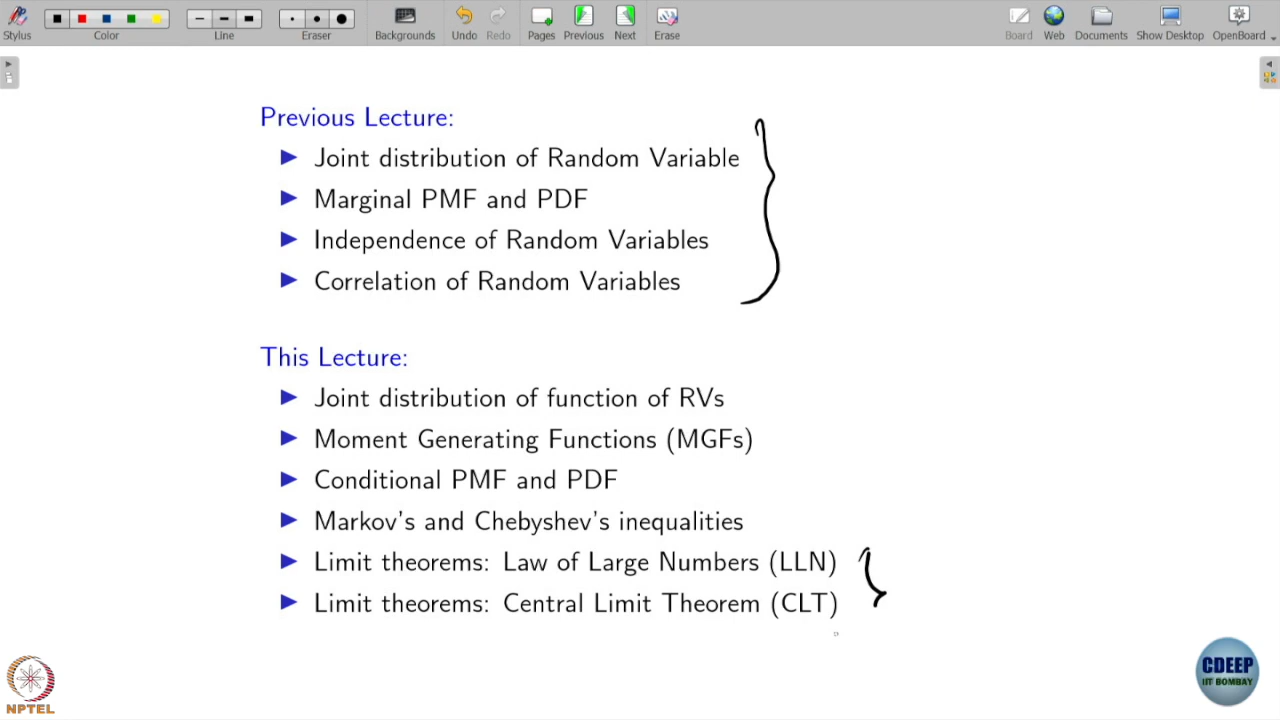 Stylus Color Line Eraser Backgrounds Undo Redo Pages Previous Next Erase Board Web Documents Show Desktop OpenBoard
Previous Lecture:
Joint distribution of Random Variable
Marginal PMF and PDF
Independence of Random Variables
Correlation of Random Variables
This Lecture:
Joint distribution of function of RVs
Moment Generating Functions (MGFs)
Conditional PMF and PDF
Markov's and Chebyshev's inequalities
Limit theorems: Law of Large Numbers (LLN)
Limit theorems: Central Limit Theorem (CLT)
NPTEL
CDEEP
IIT BOMBAY